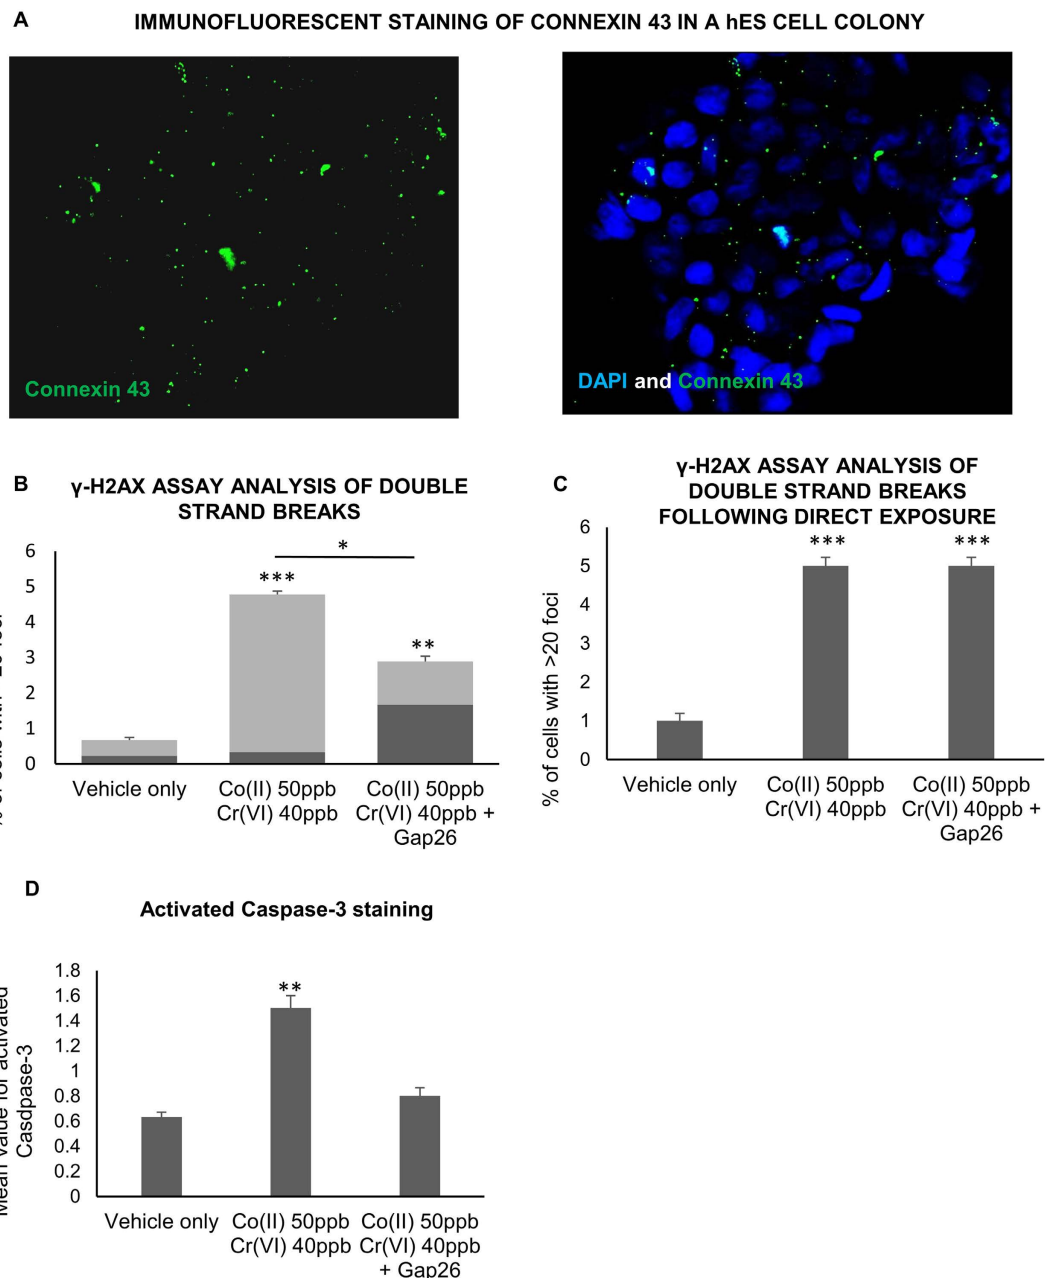 A
IMMUNOFLUORESCENT STAINING OF CONNEXIN 43 IN A hES CELL COLONY
Connexin 43
DAPI and Connexin 43
B
γ-H2AX ASSAY ANALYSIS OF DOUBLE
STRAND BREAKS
6
5
4
3
2
1
0
*
***
**
Vehicle only
Co(II) 50ppb
Cr(VI) 40ppb
Co(II) 50ppb
Cr(VI) 40ppb +
Gap26
C
γ-H2AX ASSAY ANALYSIS OF
DOUBLE STRAND BREAKS
FOLLOWING DIRECT EXPOSURE
% of cells with >20 foci
6
5
4
3
2
1
0
***
***
Vehicle only
Co(II) 50ppb
Cr(VI) 40ppb
Co(II) 50ppb
Cr(VI) 40ppb +
Gap26
D
Activated Caspase-3 staining
Mean value for activated
Casdpase-3
1.8
1.6
1.4
1.2
1
0.8
0.6
0.4
0.2
0
**
Vehicle only
Co(II) 50ppb
Cr(VI) 40ppb
Co(II) 50ppb
Cr(VI) 40ppb
+ Gap26